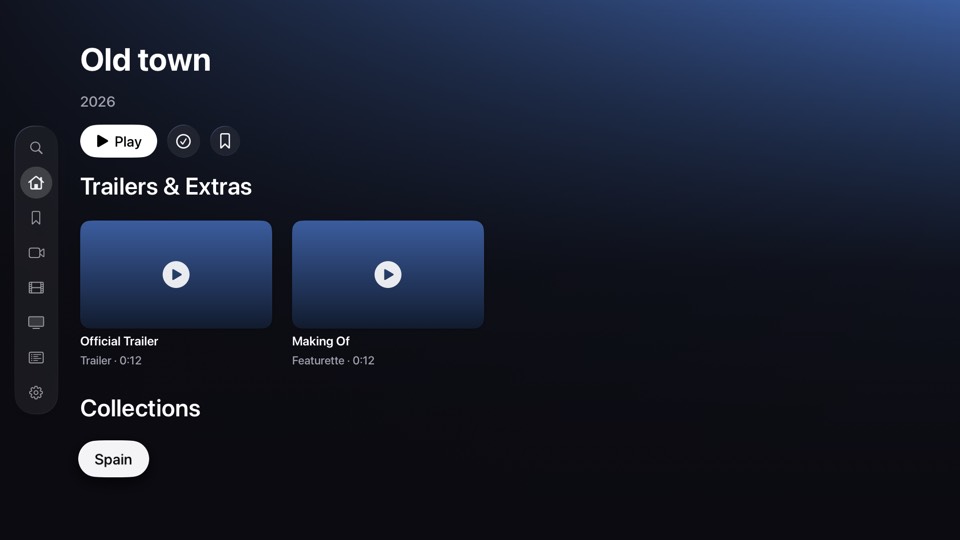 Old town
2026
Play
Trailers & Extras
Official Trailer
Trailer · 0:12
Making Of
Featurette · 0:12
Collections
Spain